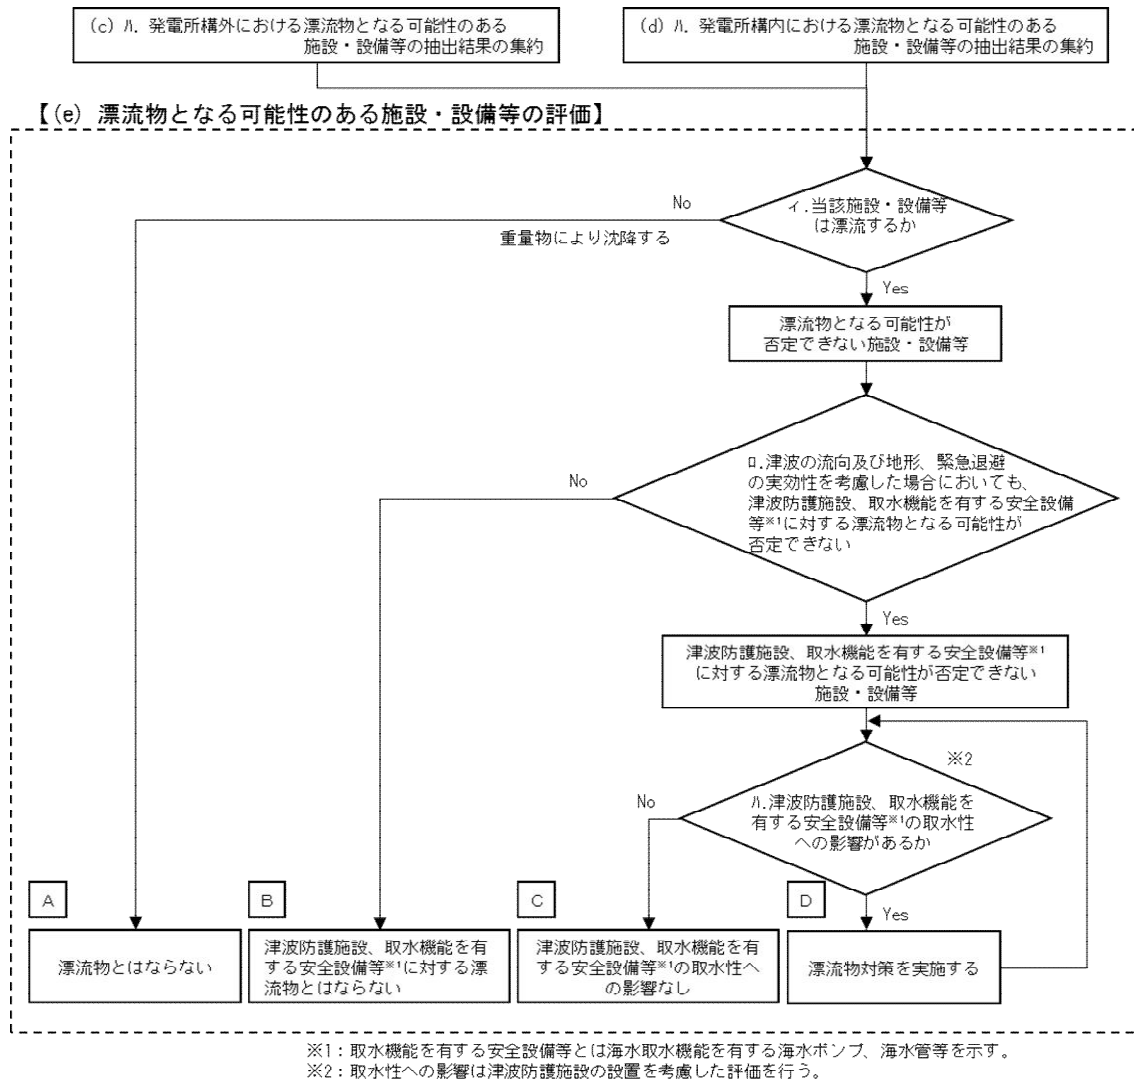 (c) ハ. 発電所構外における漂流物となる可能性のある
施設・設備等の抽出結果の集約
(d) ハ. 発電所構内における漂流物となる可能性のある
施設・設備等の抽出結果の集約
【(e) 漂流物となる可能性のある施設・設備等の評価】
イ.当該施設・設備等
は漂流するか
No
重量物により沈降する
Yes
漂流物となる可能性が
否定できない施設・設備等
ロ.津波の流向及び地形、緊急退避
の実効性を考慮した場合においても、
津波防護施設、取水機能を有する安全設備
等※1に対する漂流物となる可能性が
否定できない
No
Yes
津波防護施設、取水機能を有する安全設備等※1
に対する漂流物となる可能性が否定できない
施設・設備等
※2
ハ.津波防護施設、取水機能を
有する安全設備等※1の取水性
への影響があるか
No
Yes
A
漂流物とはならない
B
津波防護施設、取水機能を有
する安全設備等※1に対する漂
流物とはならない
C
津波防護施設、取水機能を有
する安全設備等※1の取水性へ
の影響なし
D
漂流物対策を実施する
※1：取水機能を有する安全設備等とは海水取水機能を有する海水ポンプ、海水管等を示す。
※2：取水性への影響は津波防護施設の設置を考慮した評価を行う。